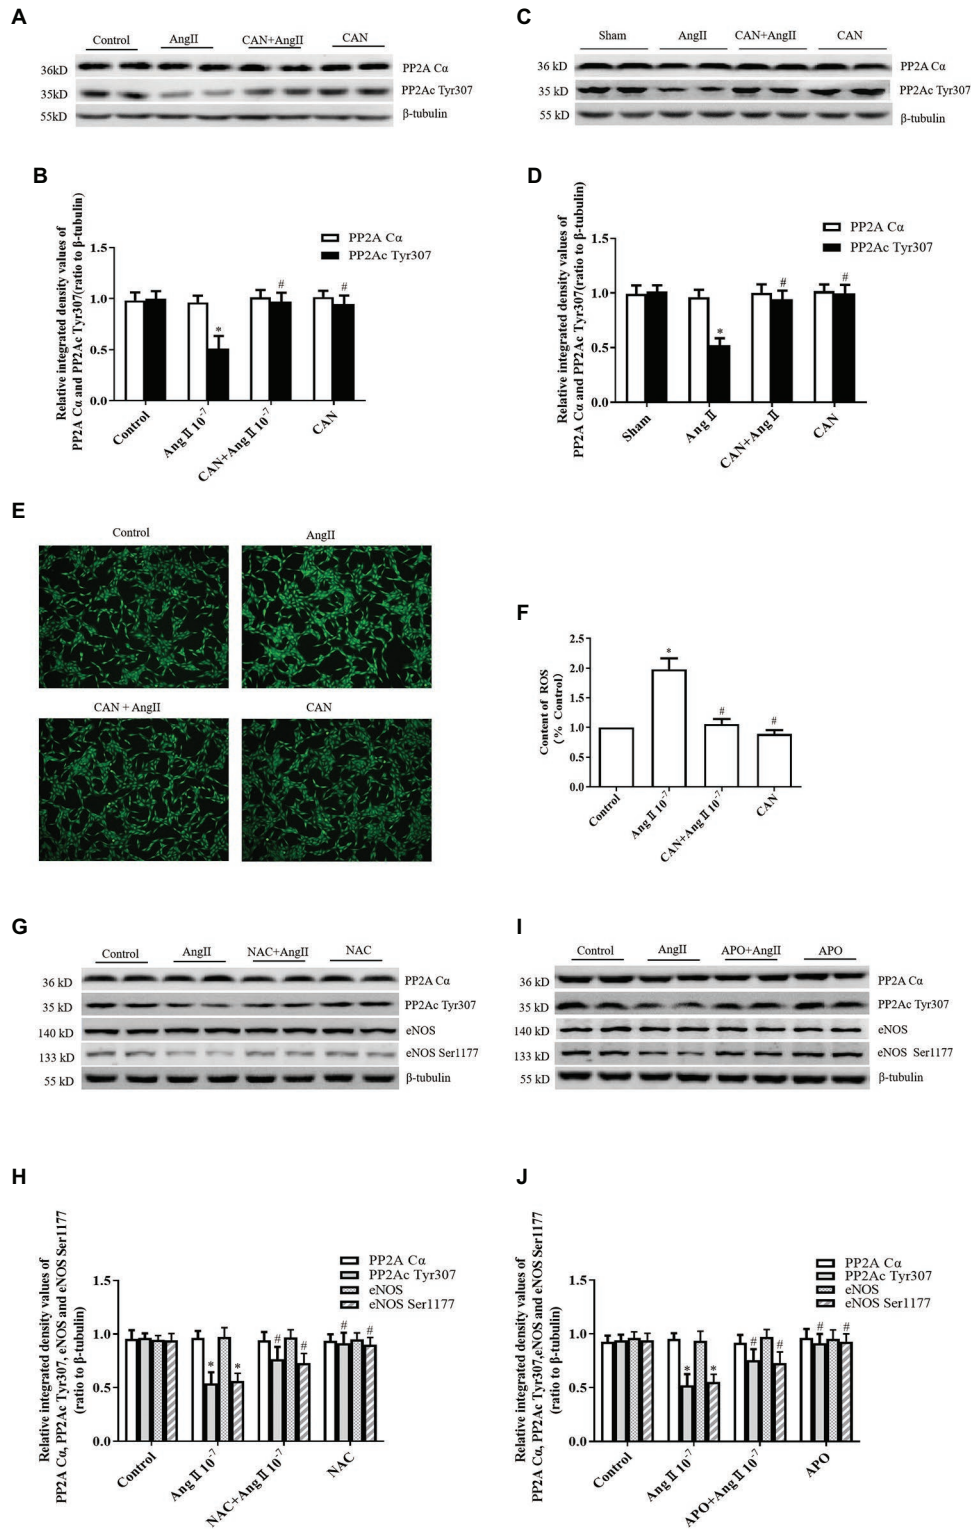 A
Control AngII CAN+AngII CAN
36kD PP2A Cα
35kD PP2Ac Tyr307
55kD β-tubulin
C
Sham AngII CAN+AngII CAN
36 kD PP2A Cα
35 kD PP2Ac Tyr307
55 kD β-tubulin
B
Relative integrated density values of
PP2A Cα and PP2Ac Tyr307(ratio to β-tubulin)
PP2A Cα
PP2Ac Tyr307
1.5
1.0
0.5
0.0
* # #
Control
Ang Ⅱ 10⁻⁷
CAN+Ang Ⅱ 10⁻⁷
CAN
D
Relative integrated density values of
PP2A Cα and PP2Ac Tyr307(ratio to β-tubulin)
PP2A Cα
PP2Ac Tyr307
1.5
1.0
0.5
0.0
* # #
Sham
Ang Ⅱ
CAN+Ang Ⅱ
CAN
E
Control AngII
CAN + AngII CAN
F
Content of ROS
(% Control)
2.5
2.0
1.5
1.0
0.5
0.0
* # #
Control
Ang Ⅱ 10⁻⁷
CAN+Ang Ⅱ 10⁻⁷
CAN
G
Control AngII NAC+AngII NAC
36 kD PP2A Cα
35 kD PP2Ac Tyr307
140 kD eNOS
133 kD eNOS Ser1177
55 kD β-tubulin
I
Control AngII APO+AngII APO
36 kD PP2A Cα
35 kD PP2Ac Tyr307
140 kD eNOS
133 kD eNOS Ser1177
55 kD β-tubulin
H
Relative integrated density values of
PP2A Cα, PP2Ac Tyr307, eNOS and eNOS Ser1177
(ratio to β-tubulin)
PP2A Cα
PP2Ac Tyr307
eNOS
eNOS Ser1177
1.5
1.0
0.5
0.0
* * # # # #
Control
Ang Ⅱ 10⁻⁷
NAC+Ang Ⅱ 10⁻⁷
NAC
J
Relative integrated density values of
PP2A Cα, PP2Ac Tyr307,eNOS and eNOS Ser1177
(ratio to β-tubulin)
PP2A Cα
PP2Ac Tyr307
eNOS
eNOS Ser1177
1.5
1.0
0.5
0.0
* * # # # #
Control
Ang Ⅱ 10⁻⁷
APO+Ang Ⅱ 10⁻⁷
APO